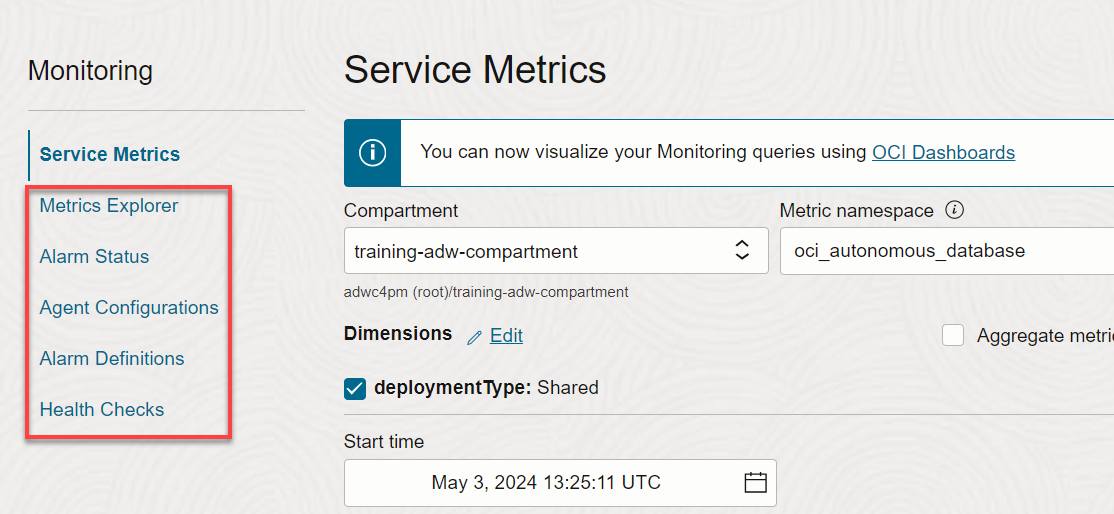 Monitoring
Service Metrics
Metrics Explorer
Alarm Status
Agent Configurations
Alarm Definitions
Health Checks
Service Metrics
You can now visualize your Monitoring queries using OCI Dashboards
Compartment
training-adw-compartment
adwc4pm (root)/training-adw-compartment
Metric namespace
oci_autonomous_database
Dimensions Edit
Aggregate metri
deploymentType: Shared
Start time
May 3, 2024 13:25:11 UTC